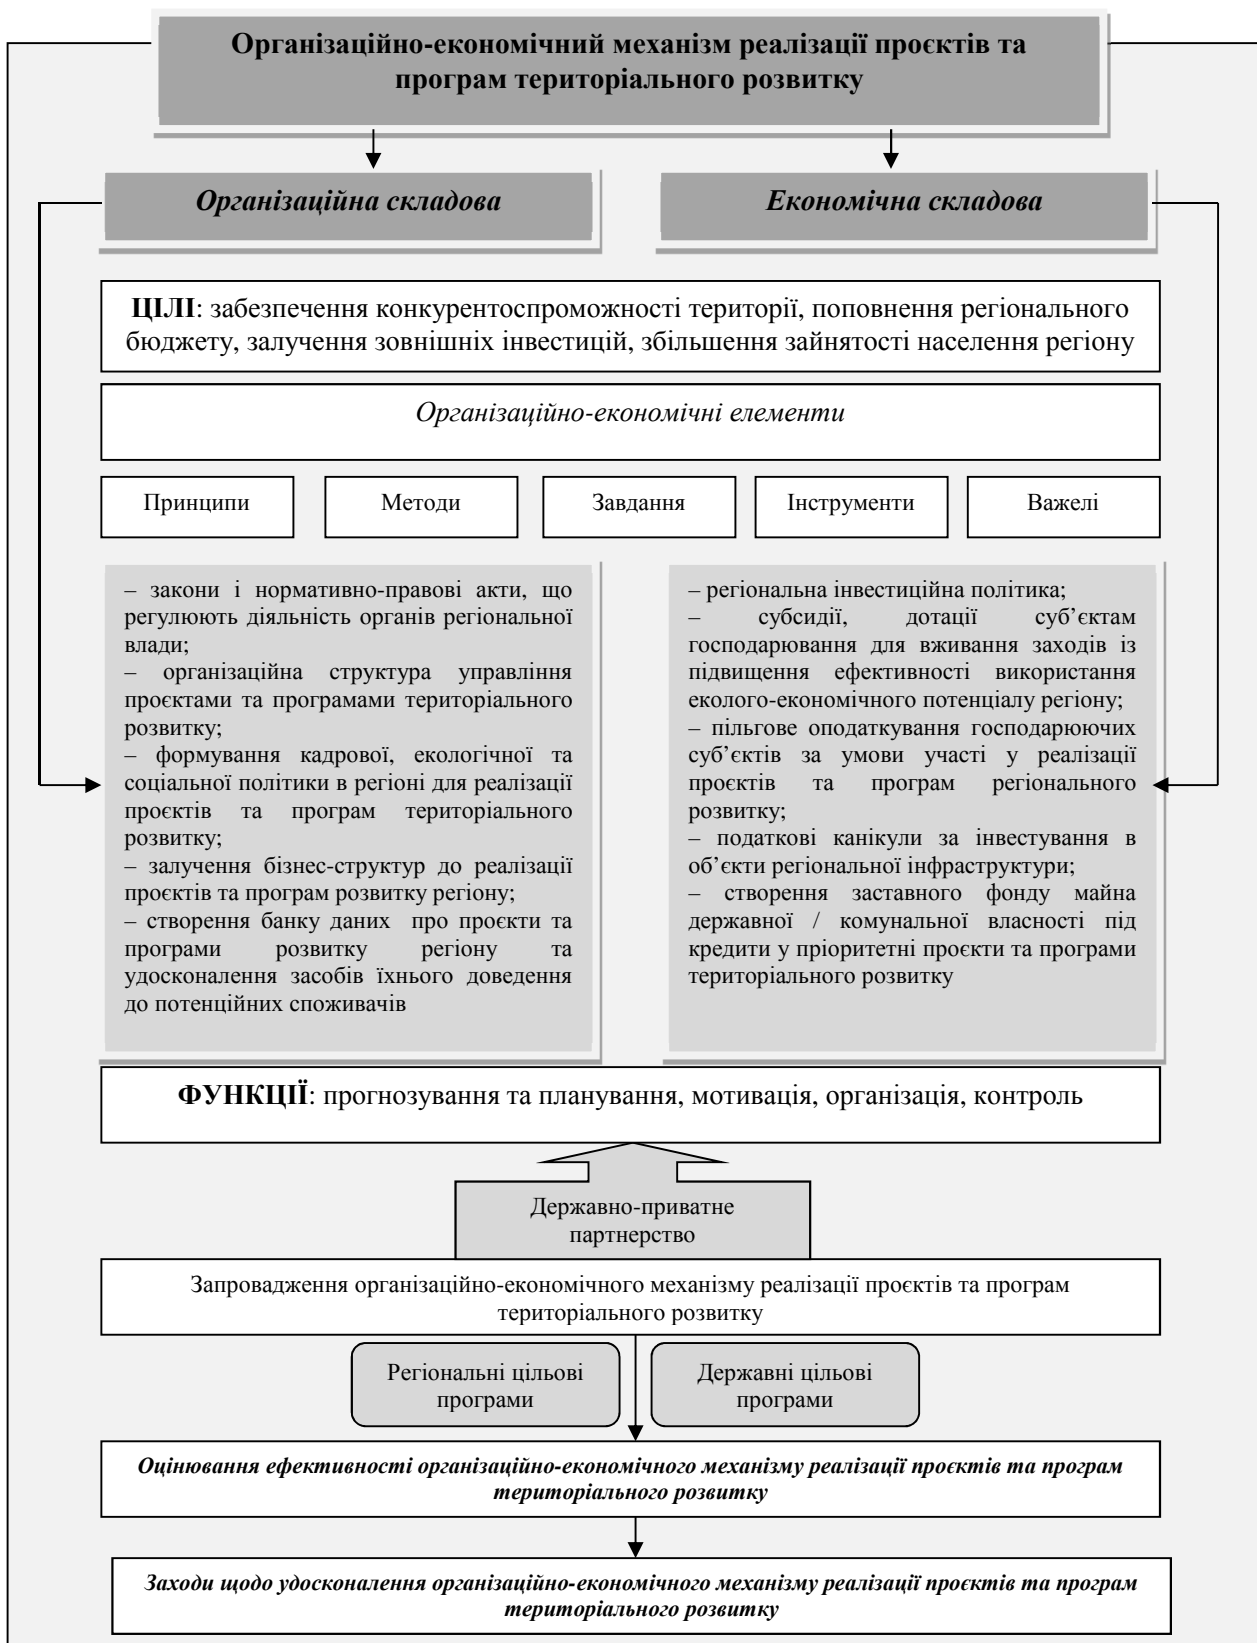 Організаційно-економічний механізм реалізації проєктів та
програм територіального розвитку
Організаційна складова
Економічна складова
ЦІЛІ: забезпечення конкурентоспроможності території, поповнення регіонального
бюджету, залучення зовнішніх інвестицій, збільшення зайнятості населення регіону
Організаційно-економічні елементи
Принципи
Методи
Завдання
Інструменти
Важелі
– закони і нормативно-правові акти, що
регулюють діяльність органів регіональної
влади;
– організаційна структура управління
проєктами та програмами територіального
розвитку;
– формування кадрової, екологічної та
соціальної політики в регіоні для реалізації
проєктів та програм територіального
розвитку;
– залучення бізнес-структур до реалізації
проєктів та програм розвитку регіону;
– створення банку даних про проєкти та
програми розвитку регіону та
удосконалення засобів їхнього доведення
до потенційних споживачів
– регіональна інвестиційна політика;
– субсидії, дотації суб’єктам
господарювання для вживання заходів із
підвищення ефективності використання
еколого-економічного потенціалу регіону;
– пільгове оподаткування господарюючих
суб’єктів за умови участі у реалізації
проєктів та програм регіонального
розвитку;
– податкові канікули за інвестування в
об’єкти регіональної інфраструктури;
– створення заставного фонду майна
державної / комунальної власності під
кредити у пріоритетні проєкти та програми
територіального розвитку
ФУНКЦІЇ: прогнозування та планування, мотивація, організація, контроль
Державно-приватне
партнерство
Запровадження організаційно-економічного механізму реалізації проєктів та програм
територіального розвитку
Регіональні цільові
програми
Державні цільові
програми
Оцінювання ефективності організаційно-економічного механізму реалізації проєктів та програм
територіального розвитку
Заходи щодо удосконалення організаційно-економічного механізму реалізації проєктів та програм
територіального розвитку